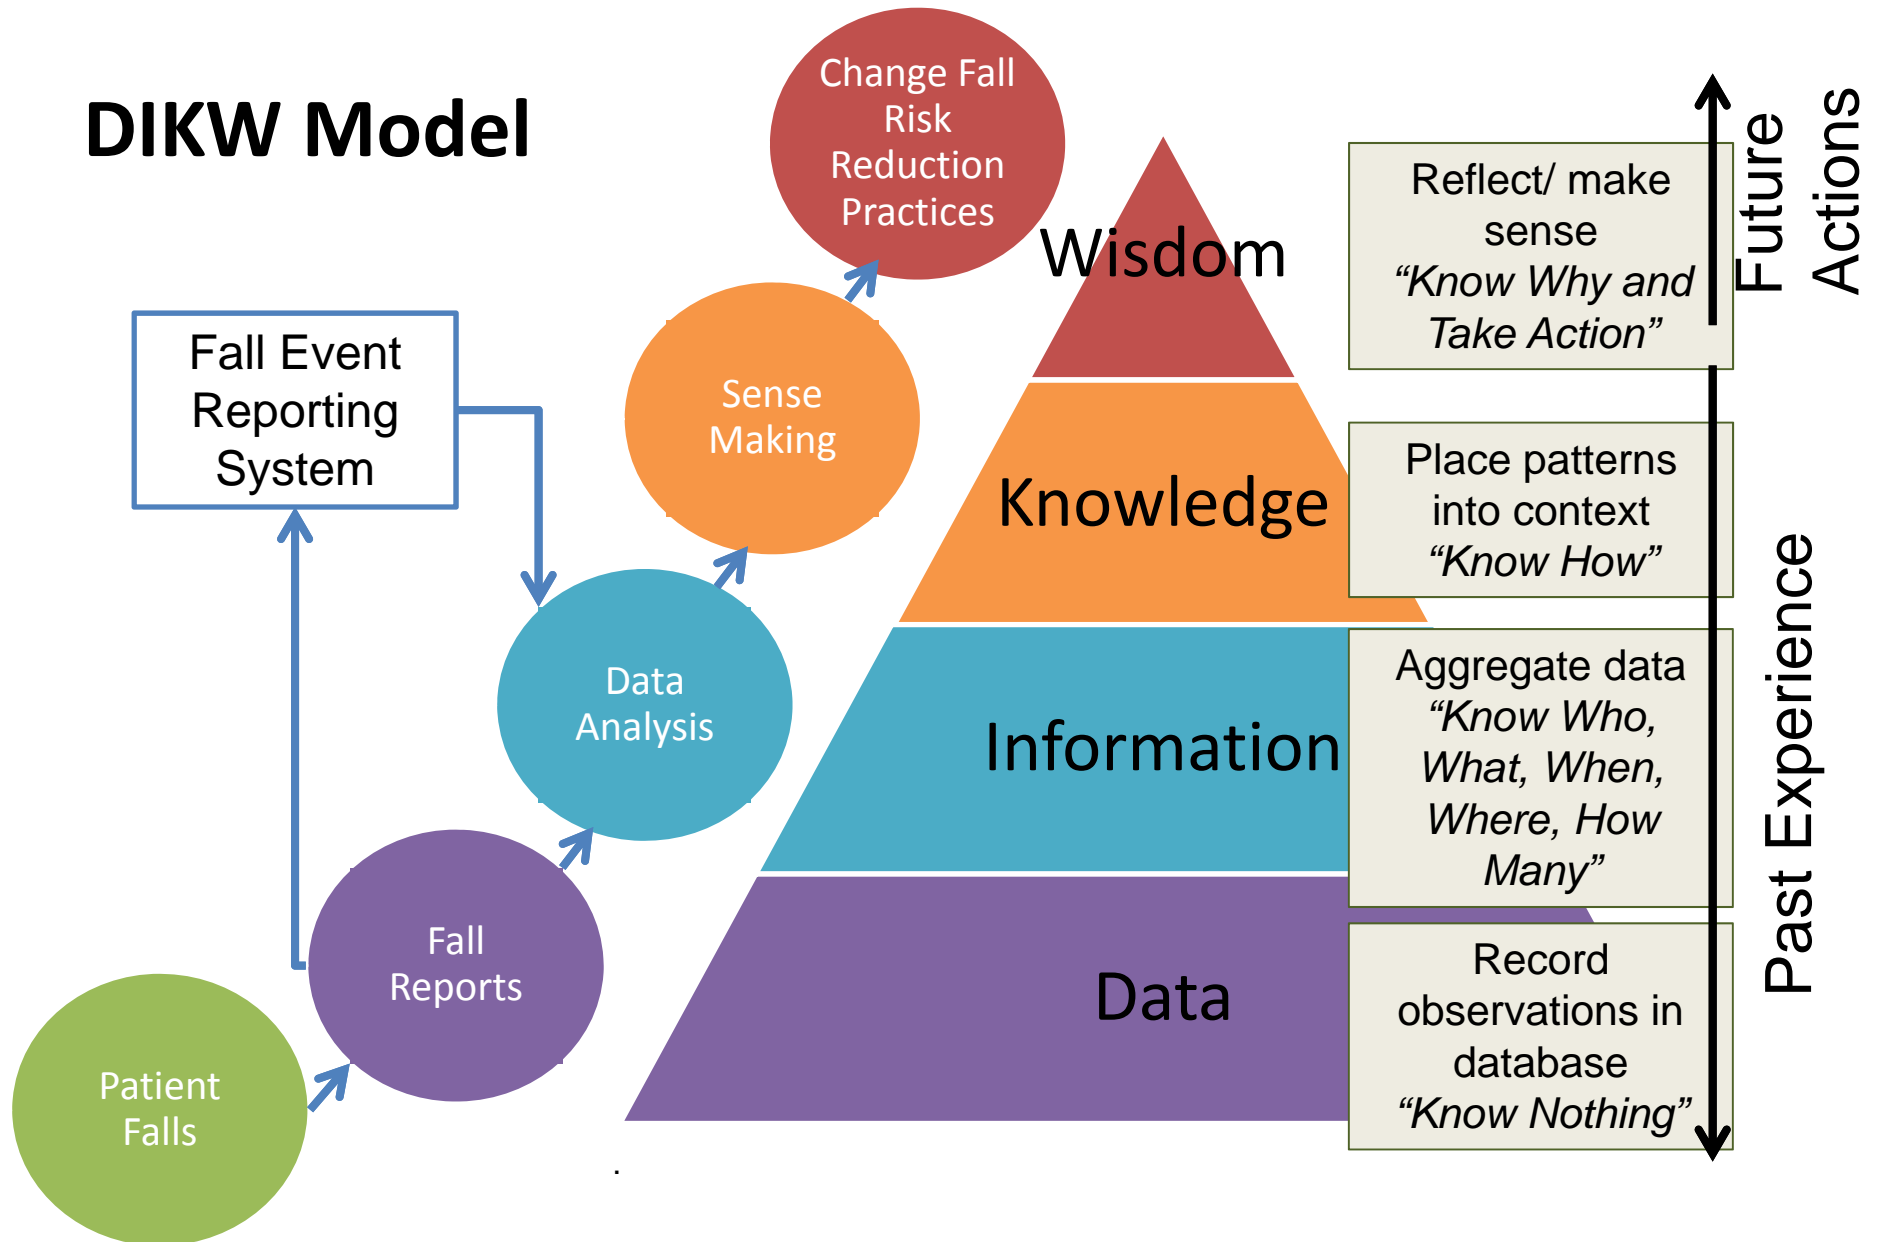 DIKW Model
Change Fall
Risk
Reduction
Practices
Sense
Making
Fall Event
Reporting
System
Data
Analysis
Fall
Reports
Patient
Falls
Wisdom
Knowledge
Information
Data
Reflect/ make
sense
“Know Why and
Take Action”
Place patterns
into context
“Know How”
Aggregate data
“Know Who,
What, When,
Where, How
Many”
Record
observations in
database
“Know Nothing”
Future
Actions
Past Experience
.